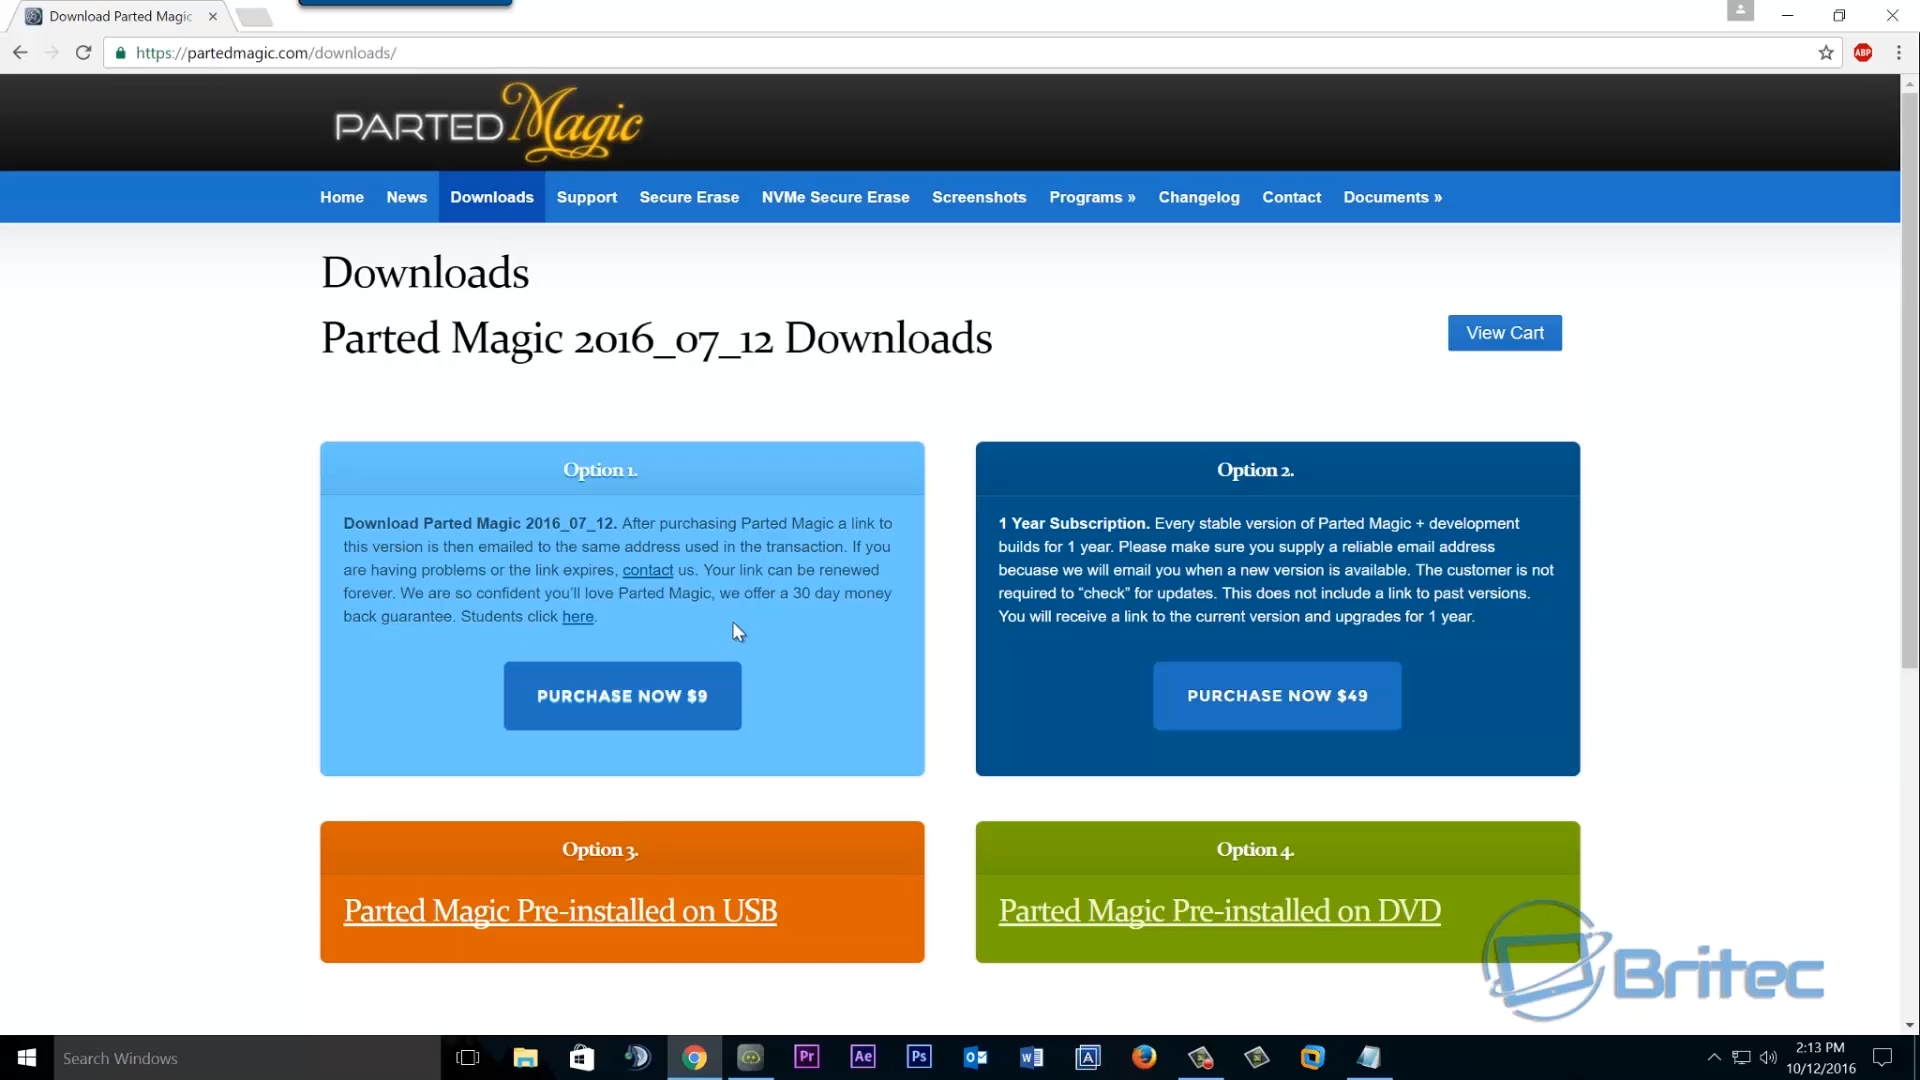 Download Parted Magic
https://partedmagic.com/downloads/
ABP
PARTED Magic
Home News Downloads Support Secure Erase NVMe Secure Erase Screenshots Programs » Changelog Contact Documents »
Downloads
Parted Magic 2016_07_12 Downloads
View Cart
Option 1.
Download Parted Magic 2016_07_12. After purchasing Parted Magic a link to
this version is then emailed to the same address used in the transaction. If you
are having problems or the link expires, contact us. Your link can be renewed
forever. We are so confident you'll love Parted Magic, we offer a 30 day money
back guarantee. Students click here.
PURCHASE NOW $9
Option 2.
1 Year Subscription. Every stable version of Parted Magic + development
builds for 1 year. Please make sure you supply a reliable email address
becuase we will email you when a new version is available. The customer is not
required to “check” for updates. This does not include a link to past versions.
You will receive a link to the current version and upgrades for 1 year.
PURCHASE NOW $49
Option 3.
Parted Magic Pre-installed on USB
Option 4.
Parted Magic Pre-installed on DVD
Britec
Search Windows
Pr
Ae
Ps
2:13 PM
10/12/2016